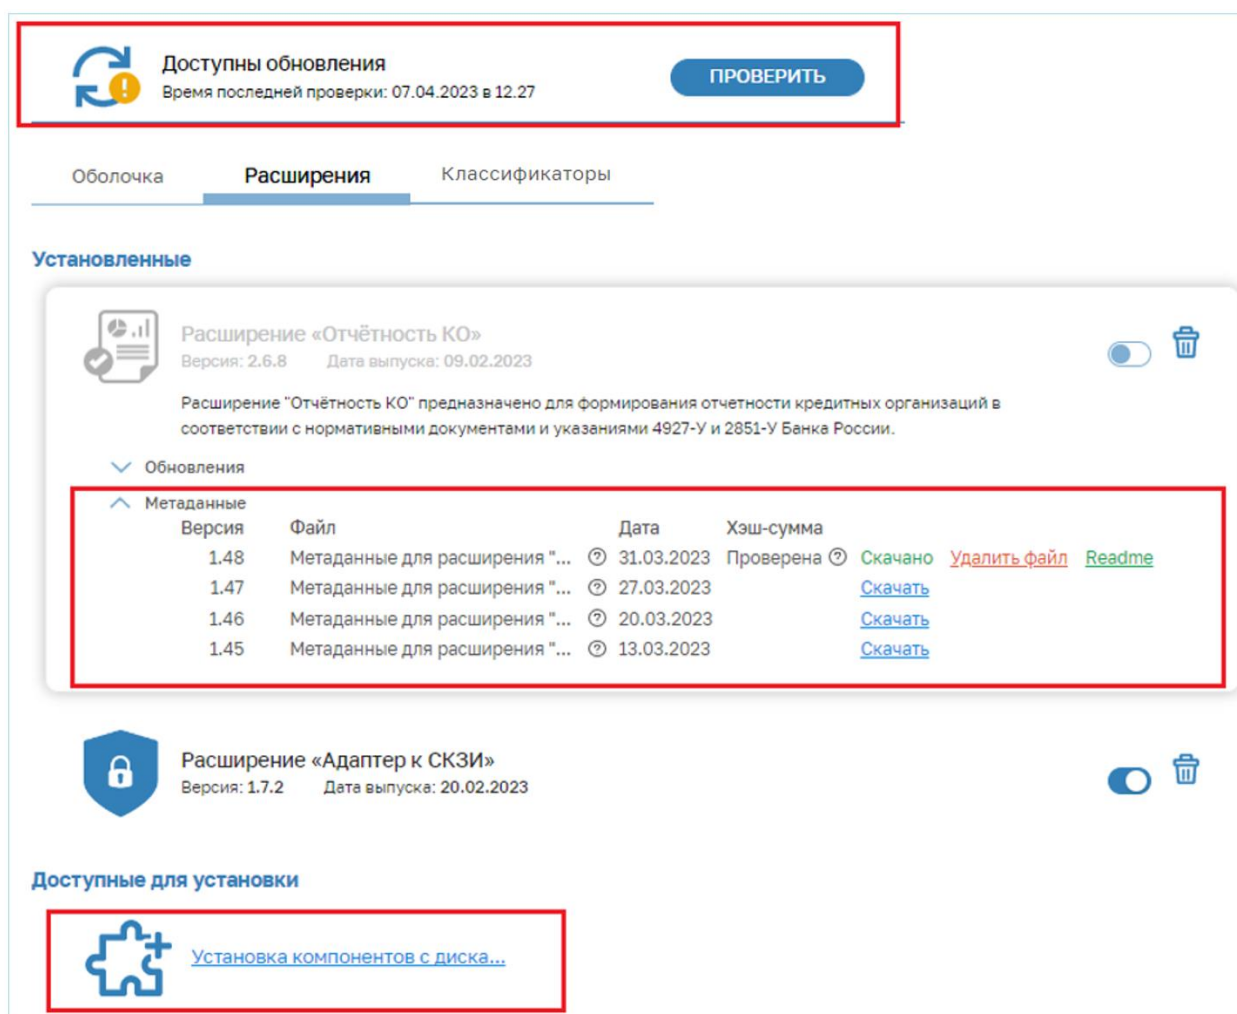 Доступны обновления
Время последней проверки: 07.04.2023 в 12.27
ПРОВЕРИТЬ
Оболочка Расширения Классификаторы
Установленные
Расширение «Отчётность КО»
Версия: 2.6.8 Дата выпуска: 09.02.2023
Расширение "Отчётность КО" предназначено для формирования отчетности кредитных организаций в
соответствии с нормативными документами и указаниями 4927-У и 2851-У Банка России.
Обновления
Метаданные
Версия Файл Дата Хэш-сумма
1.48 Метаданные для расширения "... 31.03.2023 Проверена Скачано Удалить файл Readme
1.47 Метаданные для расширения "... 27.03.2023 Скачать
1.46 Метаданные для расширения "... 20.03.2023 Скачать
1.45 Метаданные для расширения "... 13.03.2023 Скачать
Расширение «Адаптер к СКЗИ»
Версия: 1.7.2 Дата выпуска: 20.02.2023
Доступные для установки
Установка компонентов с диска...